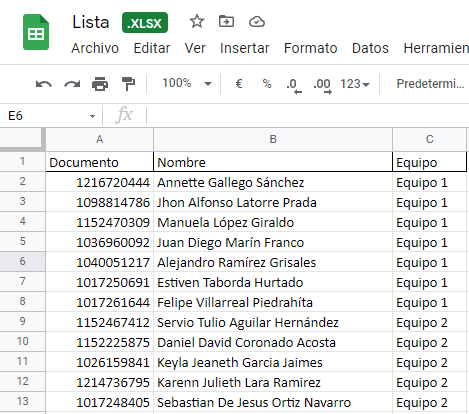 Lista .XLSX
Archivo Editar Ver Insertar Formato Datos Herramien
100% € % .0 .00 123 Predetermi...
E6 fx
A B C
1 Documento Nombre Equipo
2 1216720444 Annette Gallego Sánchez Equipo 1
3 1098814786 Jhon Alfonso Latorre Prada Equipo 1
4 1152470309 Manuela López Giraldo Equipo 1
5 1036960092 Juan Diego Marín Franco Equipo 1
6 1040051217 Alejandro Ramírez Grisales Equipo 1
7 1017250691 Estiven Taborda Hurtado Equipo 1
8 1017261644 Felipe Villarreal Piedrahíta Equipo 1
9 1152467412 Servio Tulio Aguilar Hernández Equipo 2
10 1152225875 Daniel David Coronado Acosta Equipo 2
11 1026159841 Keyla Jeaneth Garcia Jaimes Equipo 2
12 1214736795 Karenn Julieth Lara Ramirez Equipo 2
13 1017248405 Sebastian De Jesus Ortiz Navarro Equipo 2